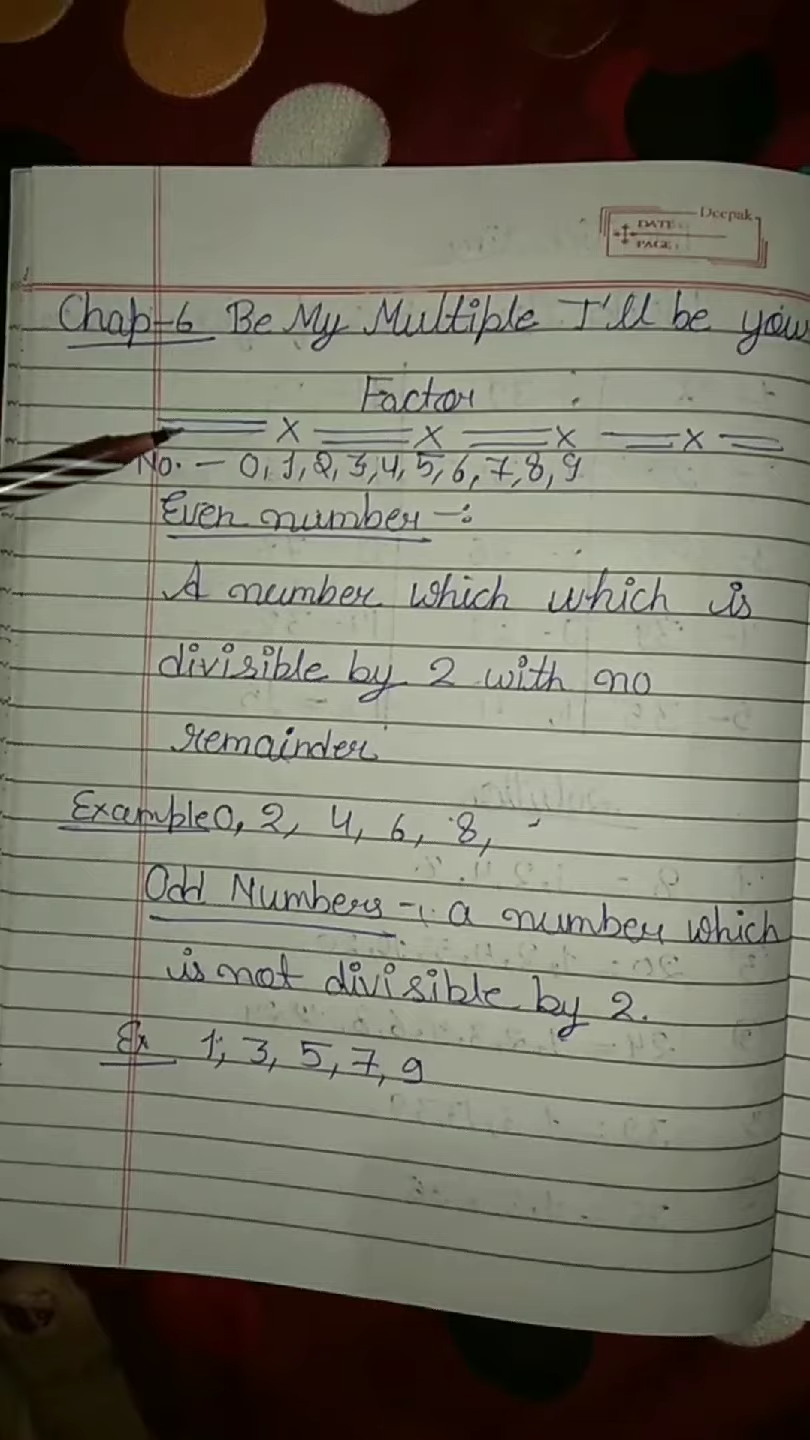 Deepak
DATE :
PAGE :
Chap-6 Be My Multiple I'll be your
Factor
No. - 0, 1, 2, 3, 4, 5, 6, 7, 8, 9
Even number -:
A number which which is
divisible by 2 with no
remainder
Example 0, 2, 4, 6, 8,
Odd Numbers -: a number which
is not divisible by 2.
Ex 1, 3, 5, 7, 9